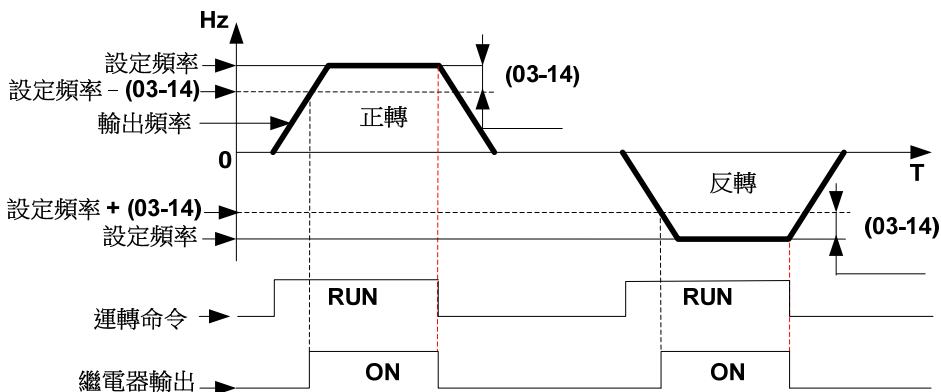 Hz
設定頻率
設定頻率 – (03-14)
(03-14)
輸出頻率
正轉
0
T
反轉
設定頻率 + (03-14)
(03-14)
設定頻率
運轉命令
RUN
RUN
繼電器輸出
ON
ON